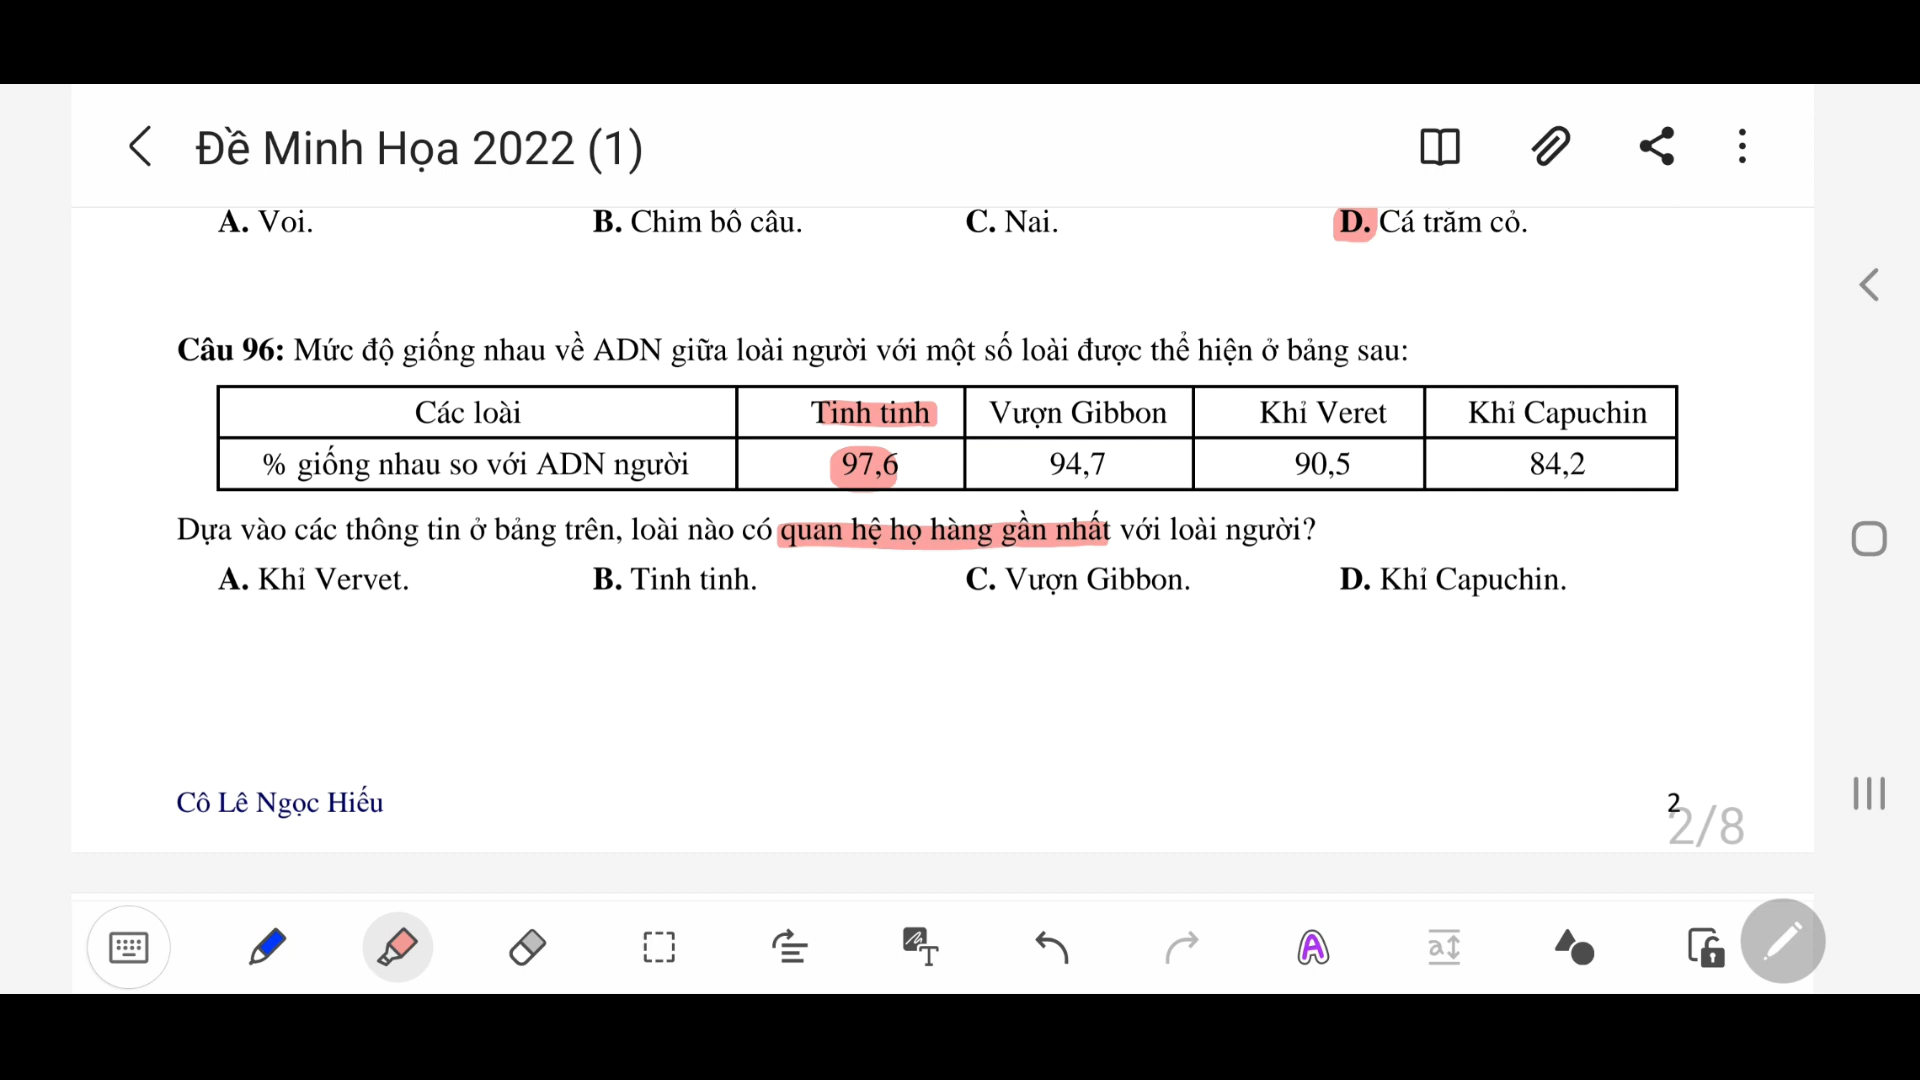 Đề Minh Họa 2022 (1)
A. Voi. B. Chim bồ câu. C. Nai. D. Cá trăm cỏ.
Câu 96: Mức độ giống nhau về ADN giữa loài người với một số loài được thể hiện ở bảng sau:
Các loài Tinh tinh Vượn Gibbon Khỉ Veret Khỉ Capuchin
% giống nhau so với ADN người 97,6 94,7 90,5 84,2
Dựa vào các thông tin ở bảng trên, loài nào có quan hệ họ hàng gần nhất với loài người?
A. Khỉ Vervet. B. Tinh tinh. C. Vượn Gibbon. D. Khỉ Capuchin.
Cô Lê Ngọc Hiếu 2
2/8